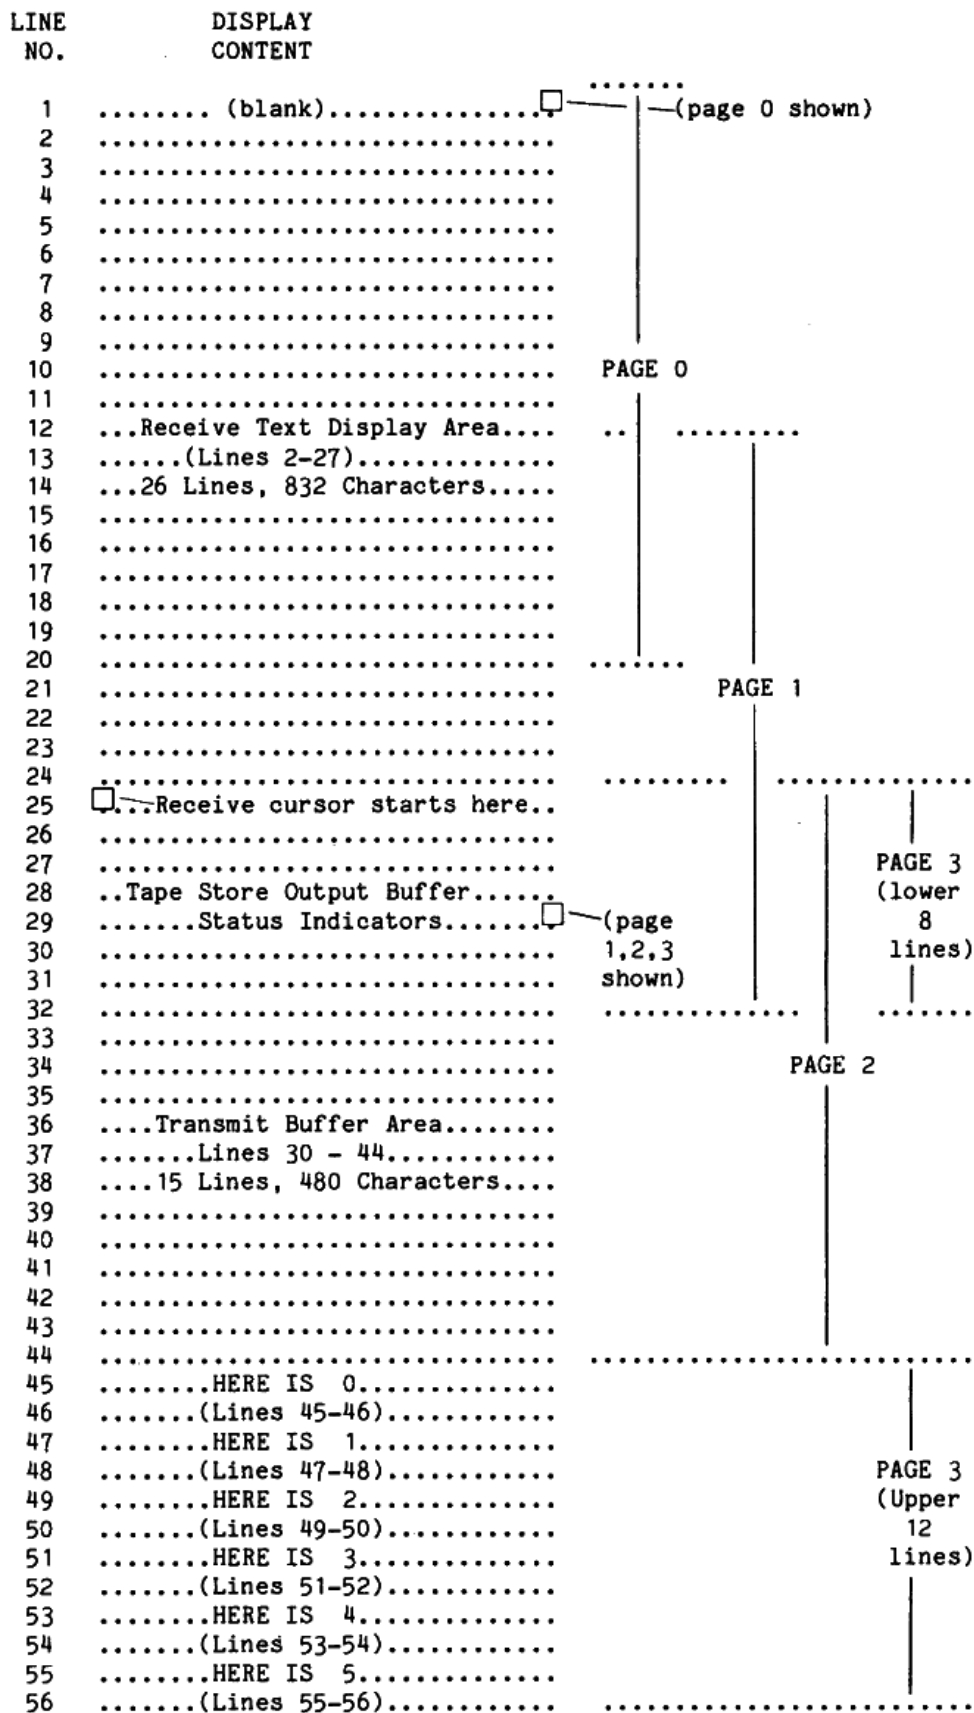 LINE DISPLAY
NO. CONTENT
1 ........ (blank)................ (page 0 shown)
2 ................................
3 ................................
4 ................................
5 ................................
6 ................................
7 ................................
8 ................................
9 ................................
10 ................................ PAGE 0
11 ................................
12 ...Receive Text Display Area....
13 ......(Lines 2-27)..............
14 ...26 Lines, 832 Characters.....
15 ................................
16 ................................
17 ................................
18 ................................
19 ................................
20 ................................
21 ................................ PAGE 1
22 ................................
23 ................................
24 ................................
25 ....Receive cursor starts here..
26 ................................
27 ................................ PAGE 3
28 ..Tape Store Output Buffer...... (lower
29 .......Status Indicators........ (page 8
30 ................................ 1,2,3 lines)
31 ................................ shown)
32 ................................
33 ................................
34 ................................ PAGE 2
35 ................................
36 ....Transmit Buffer Area........
37 .......Lines 30 - 44............
38 ....15 Lines, 480 Characters....
39 ................................
40 ................................
41 ................................
42 ................................
43 ................................
44 ................................
45 ........HERE IS 0..............
46 .......(Lines 45-46)............
47 ........HERE IS 1..............
48 .......(Lines 47-48)............ PAGE 3
49 ........HERE IS 2.............. (Upper
50 .......(Lines 49-50)............ 12
51 ........HERE IS 3.............. lines)
52 .......(Lines 51-52)............
53 ........HERE IS 4..............
54 .......(Lines 53-54)............
55 ........HERE IS 5..............
56 .......(Lines 55-56)............